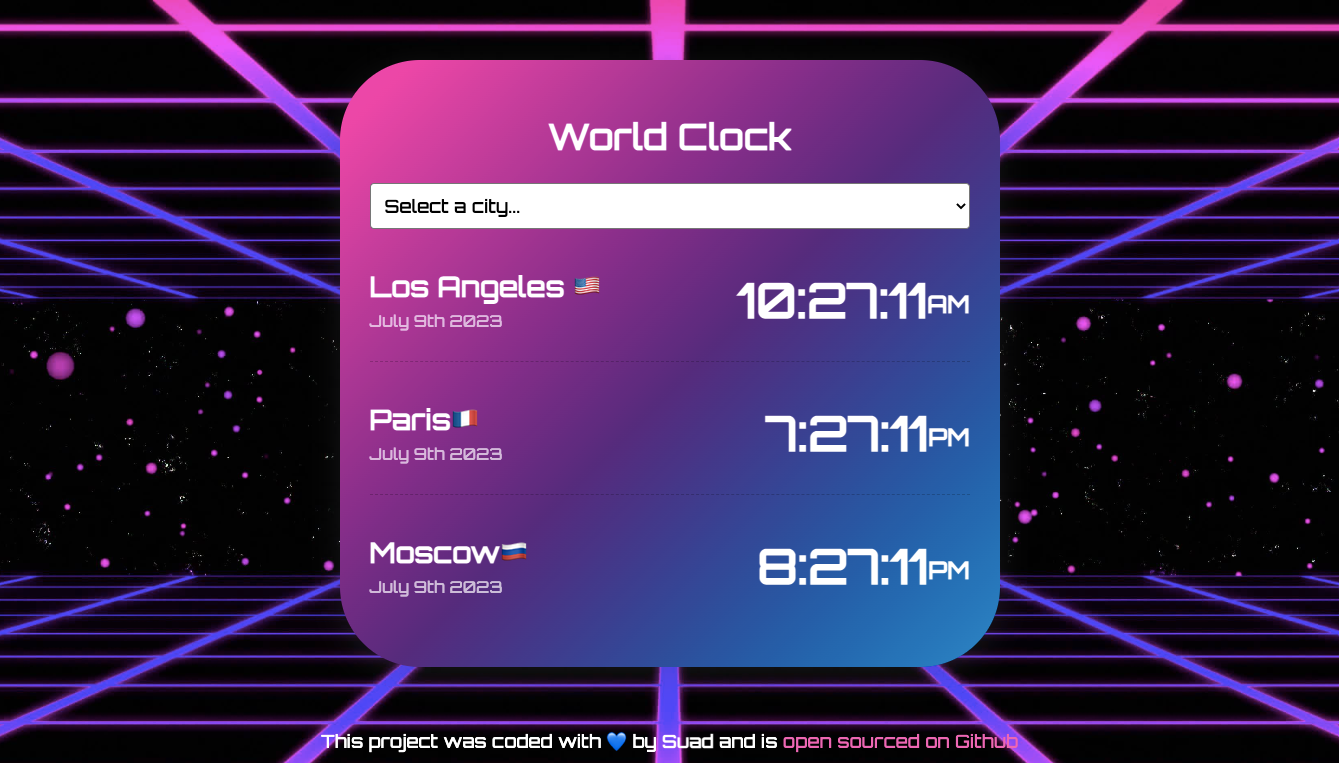 World Clock
Select a city...
Los Angeles 🇺🇸
July 9th 2023
10:27:11AM
Paris🇫🇷
July 9th 2023
7:27:11PM
Moscow🇷🇺
July 9th 2023
8:27:11PM
This project was coded with 💙 by Suad and is open sourced on Github